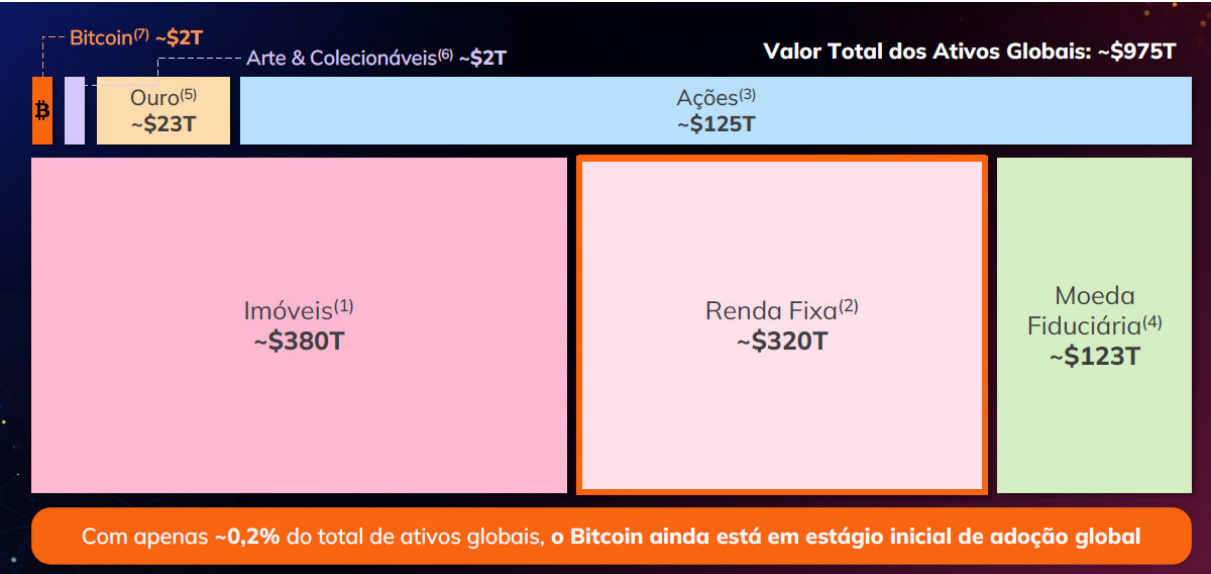 Bitcoin(7) ~$2T
Arte & Colecionáveis(6) ~$2T
Valor Total dos Ativos Globais: ~$975T
₿
Ouro(5)
~$23T
Ações(3)
~$125T
Imóveis(1)
~$380T
Renda Fixa(2)
~$320T
Moeda
Fiduciária(4)
~$123T
Com apenas ~0,2% do total de ativos globais, o Bitcoin ainda está em estágio inicial de adoção global